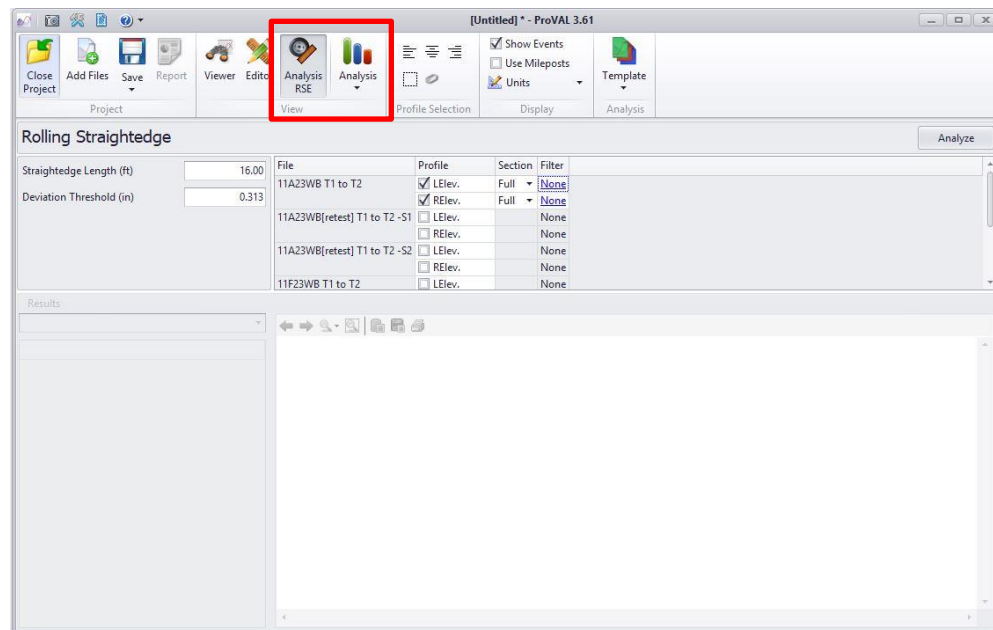 [Untitled] * - ProVAL 3.61
Close Project
Add Files
Save
Report
Viewer
Editor
Analysis RSE
Analysis
Show Events
Use Mileposts
Units
Template
Project
View
Profile Selection
Display
Analysis
Rolling Straightedge
Analyze
Straightedge Length (ft) 16.00
Deviation Threshold (in) 0.313
File Profile Section Filter
11A23WB T1 to T2 LElev. Full None
RElev. Full None
11A23WB[retest] T1 to T2 -S1 LElev. None
RElev. None
11A23WB[retest] T1 to T2 -S2 LElev. None
RElev. None
11F23WB T1 to T2 LElev. None
Results